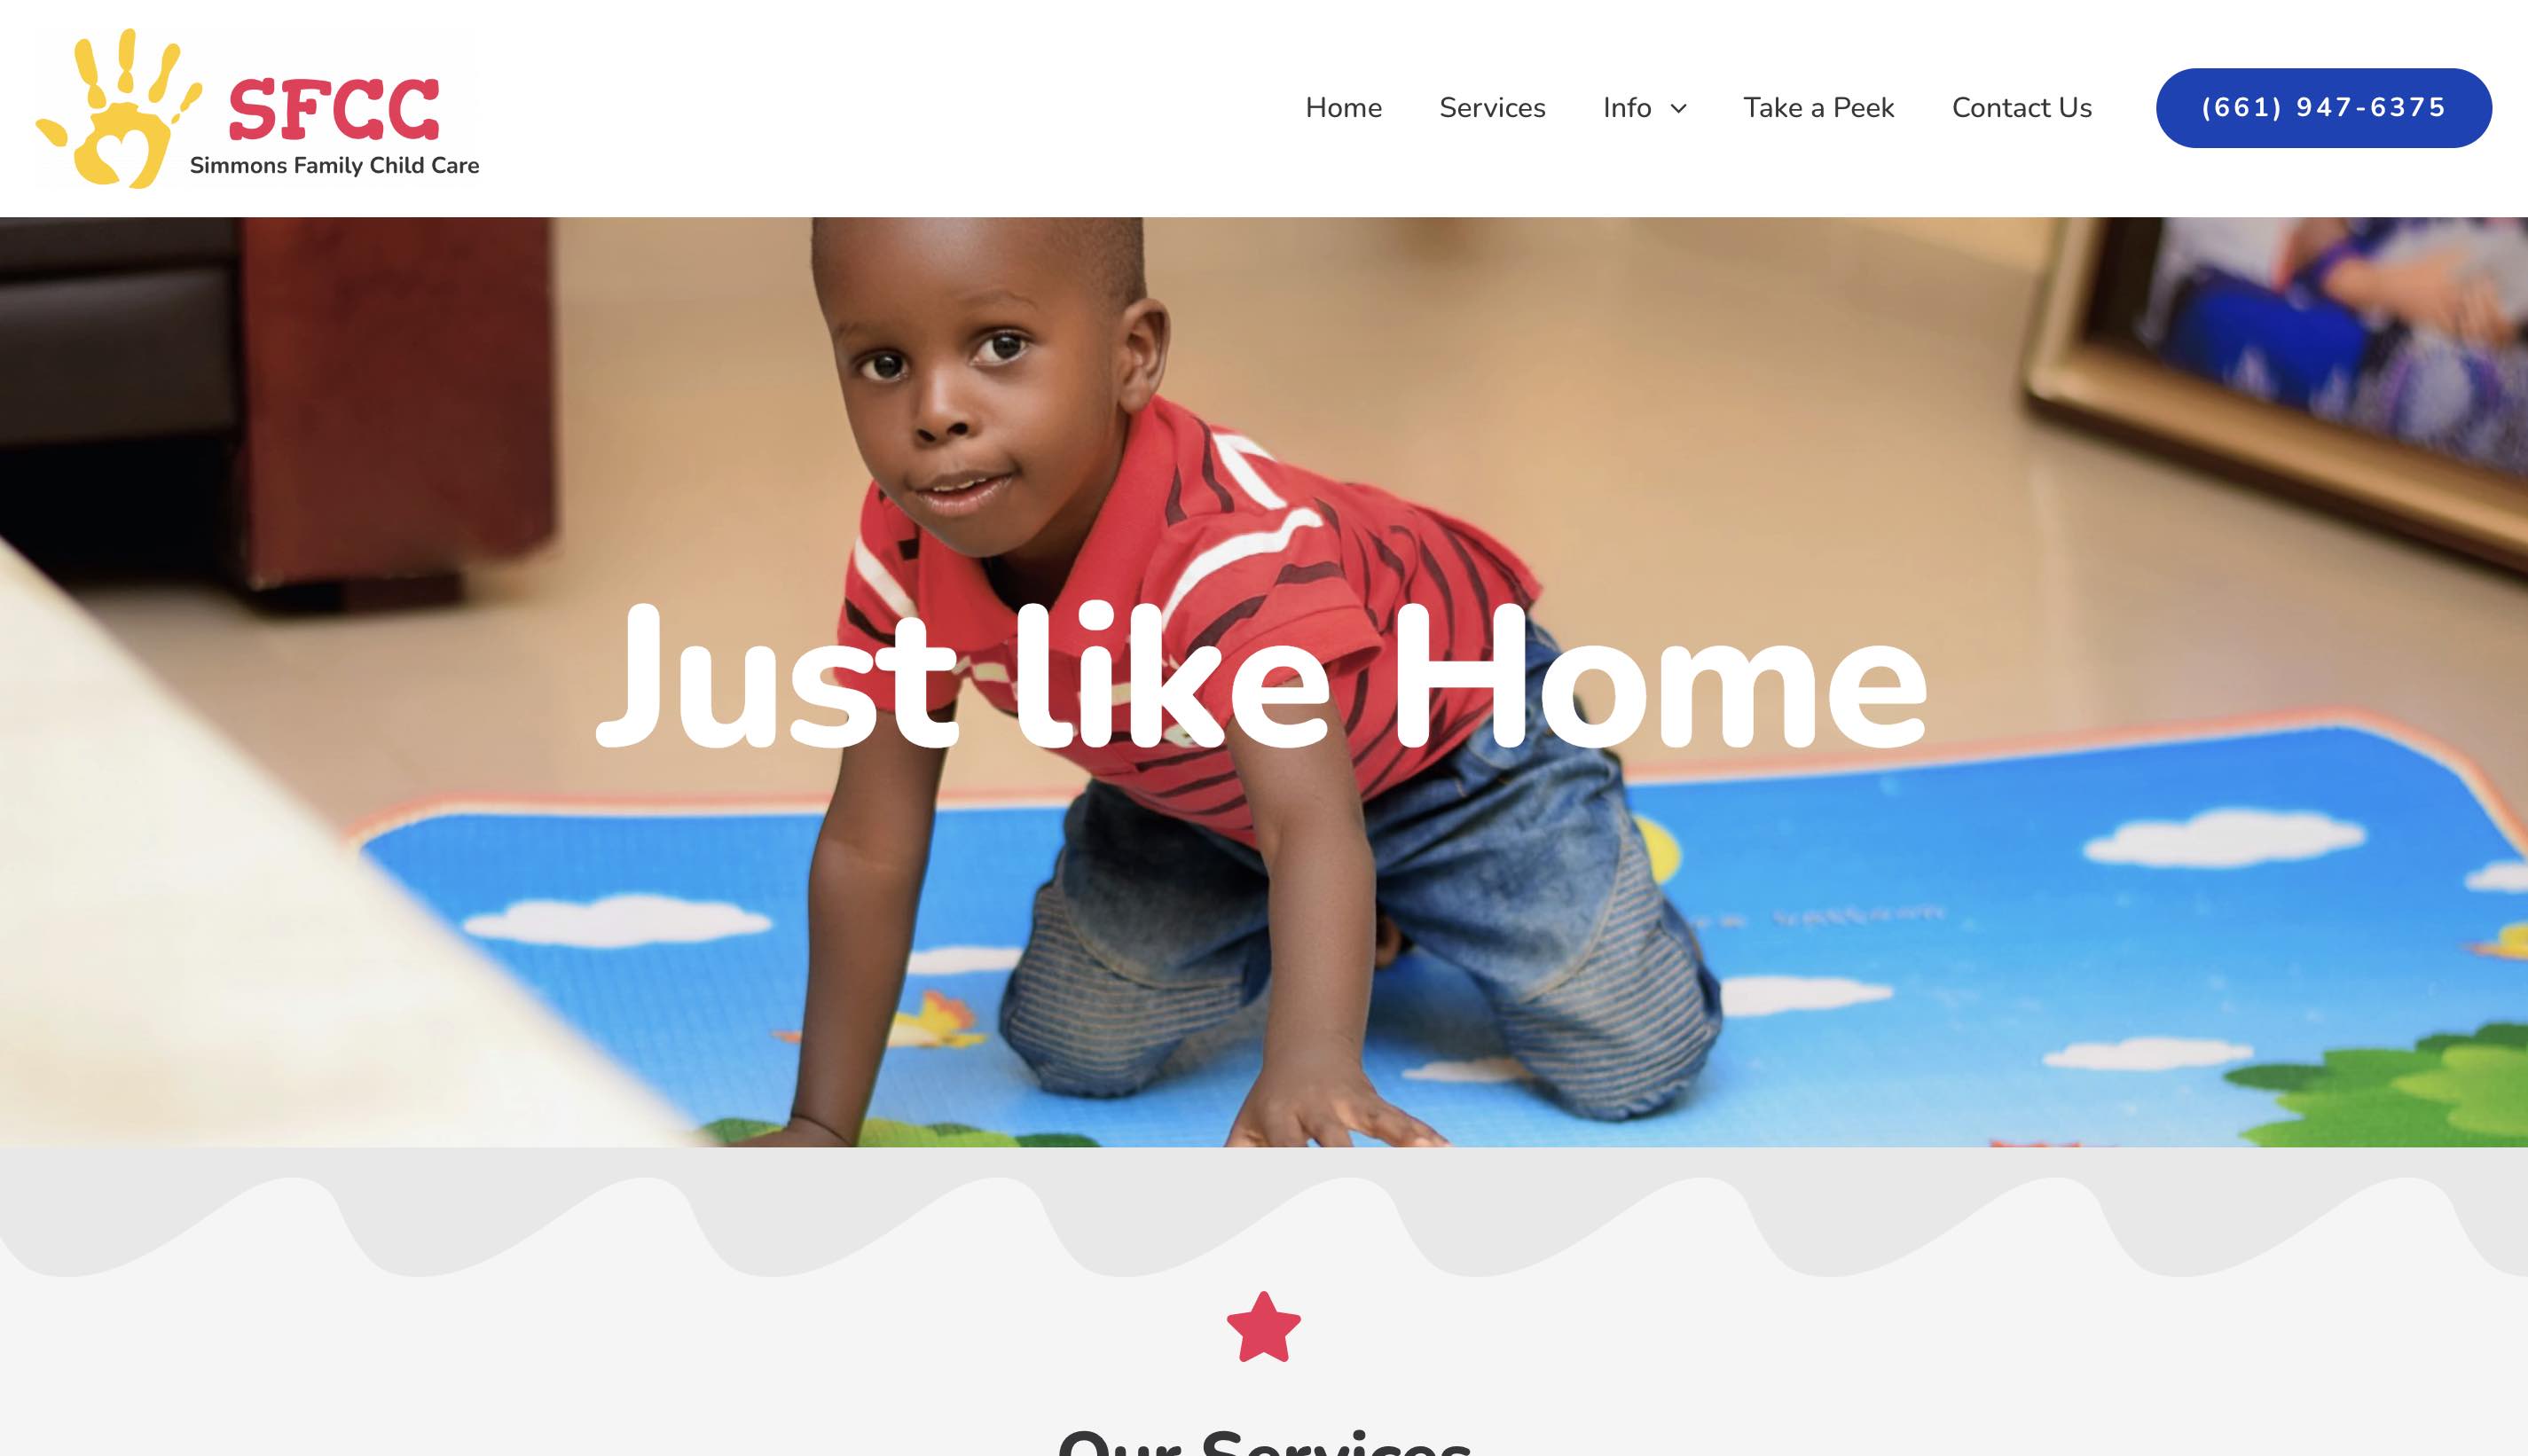 SFCC
Simmons Family Child Care
Home
Services
Info
Take a Peek
Contact Us
(661) 947-6375
Just like Home
Our Services